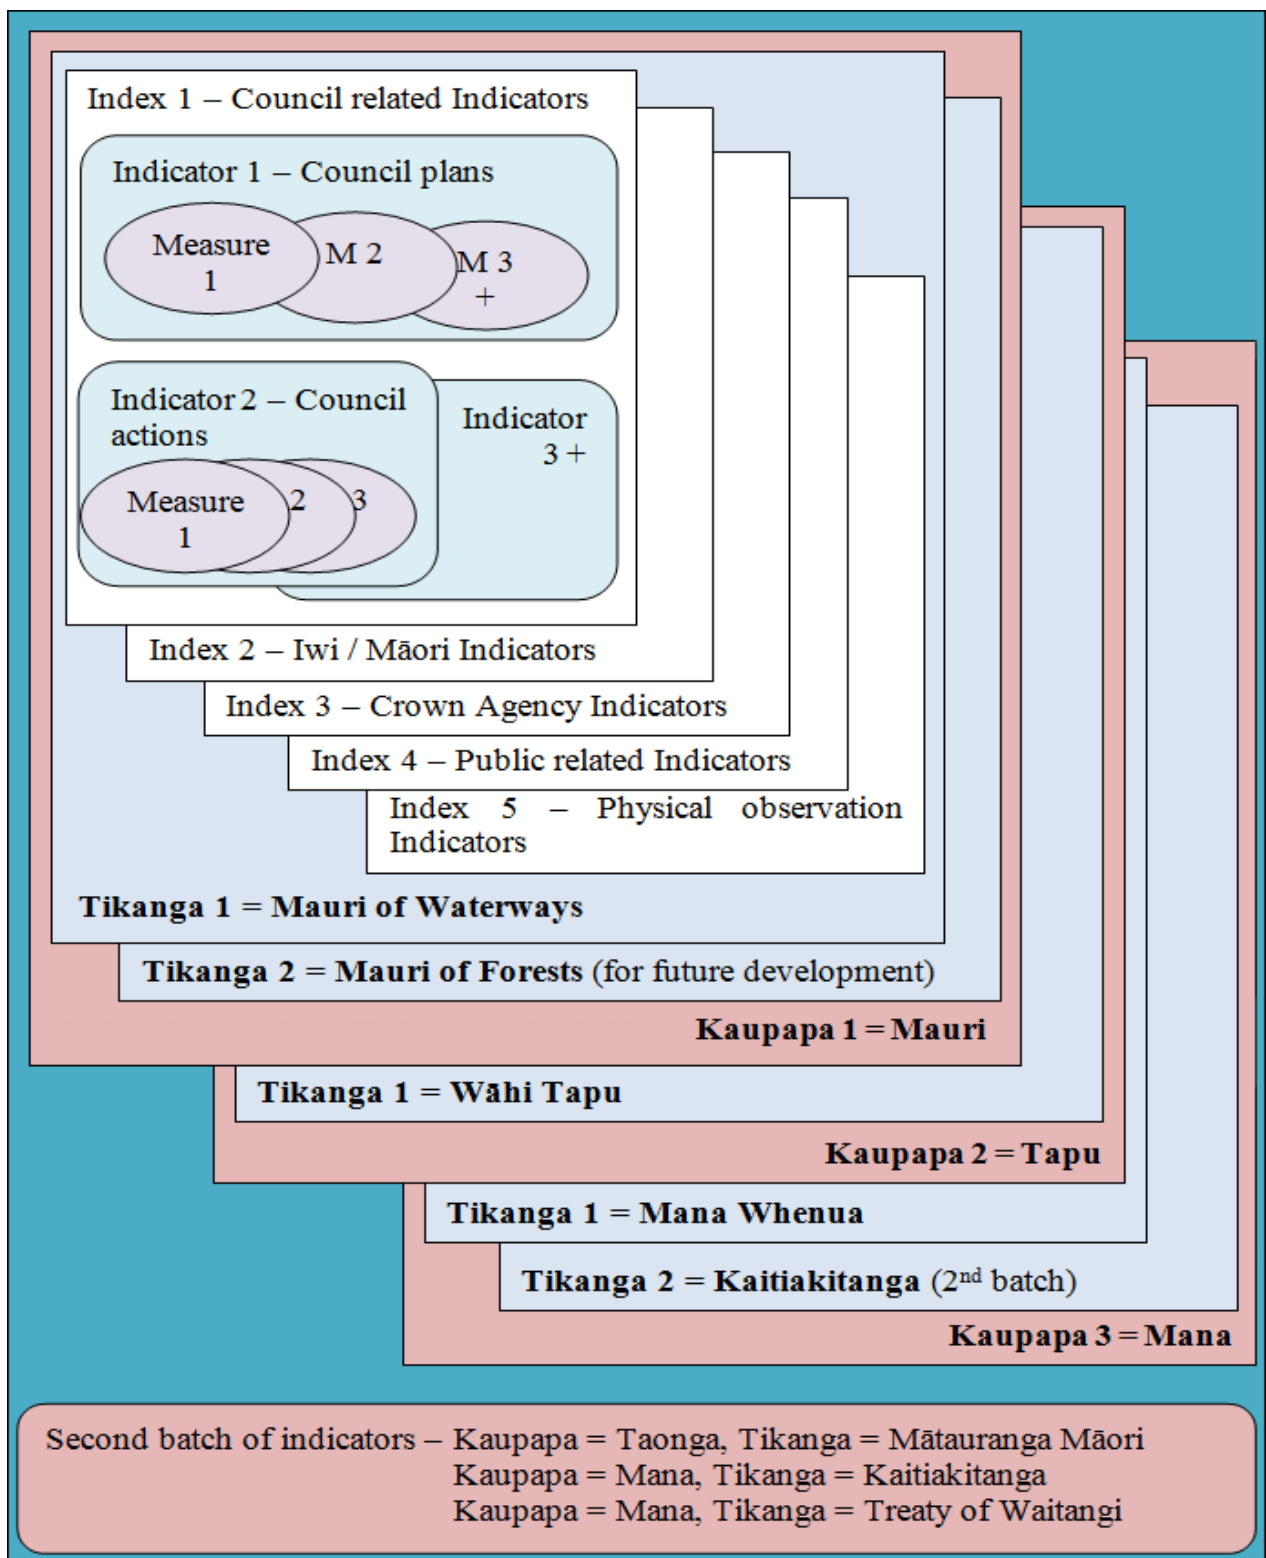 Index 1 – Council related Indicators
Indicator 1 – Council plans
Measure
1
M 2
M 3
+
Indicator 2 – Council
actions
Measure
1
2
3
Indicator
3 +
Index 2 – Iwi / Māori Indicators
Index 3 – Crown Agency Indicators
Index 4 – Public related Indicators
Index 5 – Physical observation
Indicators
Tikanga 1 = Mauri of Waterways
Tikanga 2 = Mauri of Forests (for future development)
Kaupapa 1 = Mauri
Tikanga 1 = Wāhi Tapu
Kaupapa 2 = Tapu
Tikanga 1 = Mana Whenua
Tikanga 2 = Kaitiakitanga (2nd batch)
Kaupapa 3 = Mana
Second batch of indicators – Kaupapa = Taonga, Tikanga = Mātauranga Māori
Kaupapa = Mana, Tikanga = Kaitiakitanga
Kaupapa = Mana, Tikanga = Treaty of Waitangi